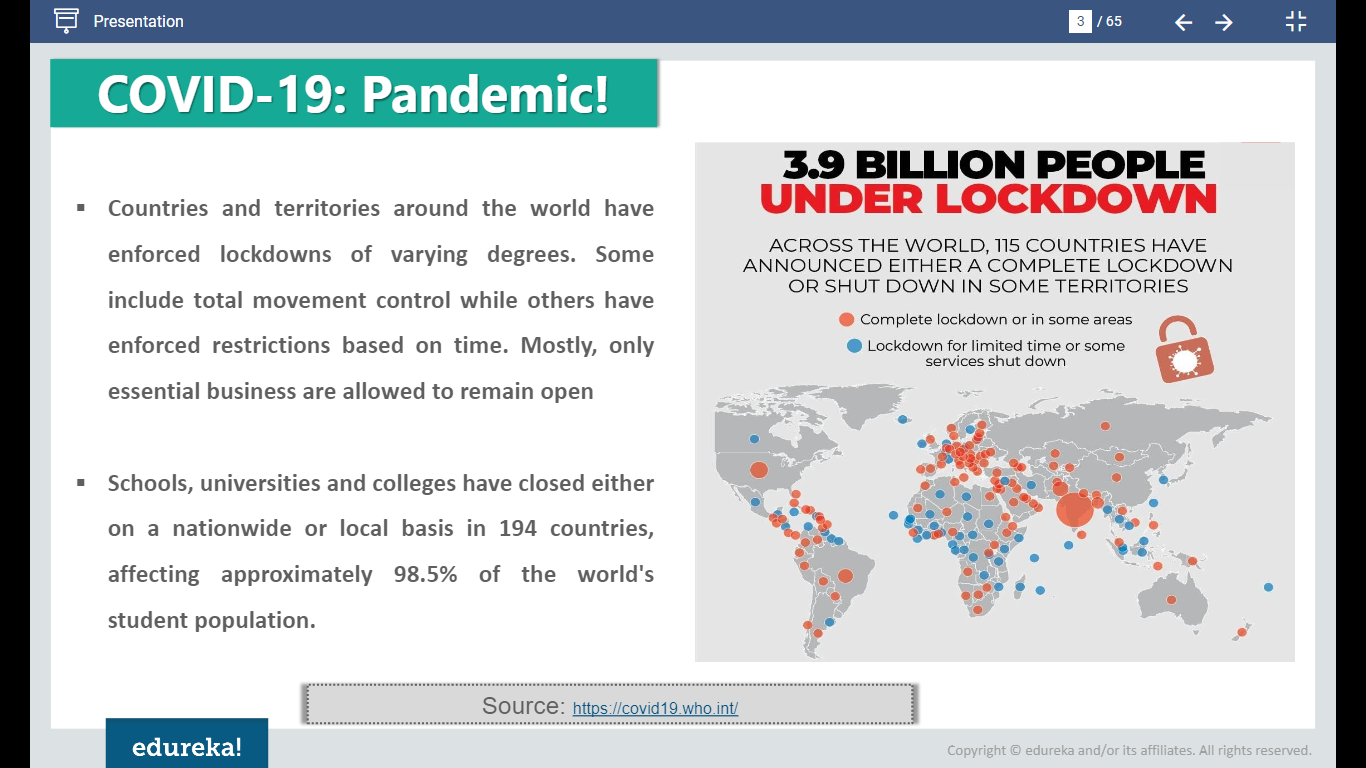 Presentation
3 / 65
COVID-19: Pandemic!
▪ Countries and territories around the world have
enforced lockdowns of varying degrees. Some
include total movement control while others have
enforced restrictions based on time. Mostly, only
essential business are allowed to remain open
▪ Schools, universities and colleges have closed either
on a nationwide or local basis in 194 countries,
affecting approximately 98.5% of the world's
student population.
3.9 BILLION PEOPLE
UNDER LOCKDOWN
ACROSS THE WORLD, 115 COUNTRIES HAVE
ANNOUNCED EITHER A COMPLETE LOCKDOWN
OR SHUT DOWN IN SOME TERRITORIES
Complete lockdown or in some areas
Lockdown for limited time or some
services shut down
Source: https://covid19.who.int/
edureka!
Copyright © edureka and/or its affiliates. All rights reserved.